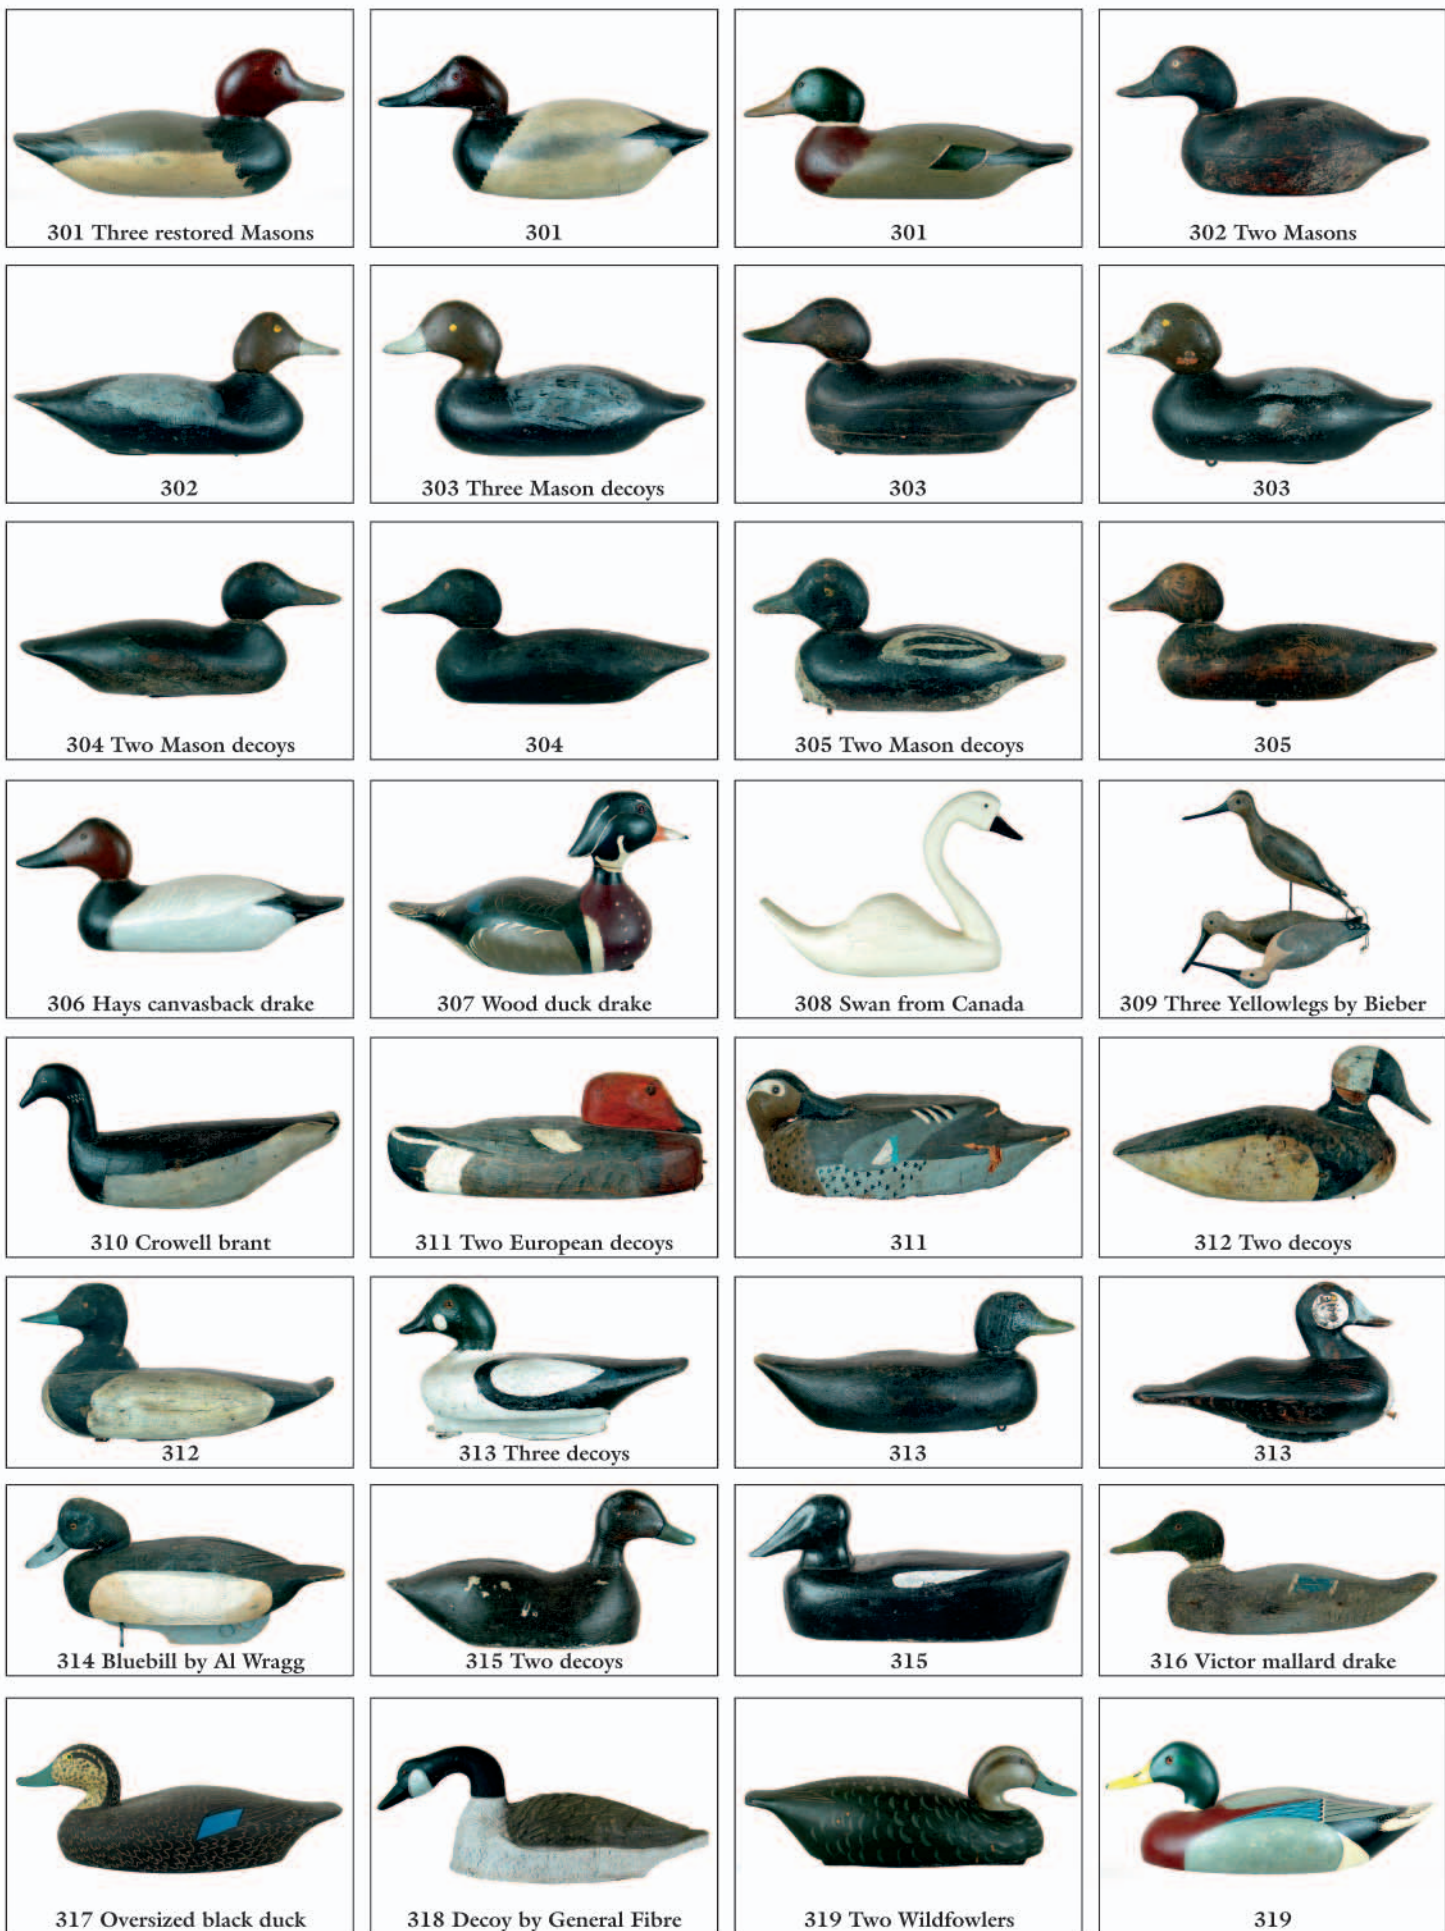 301 Three restored Masons
301
301
302 Two Masons
302
303 Three Mason decoys
303
303
304 Two Mason decoys
304
305 Two Mason decoys
305
306 Hays canvasback drake
307 Wood duck drake
308 Swan from Canada
309 Three Yellowlegs by Bieber
310 Crowell brant
311 Two European decoys
311
312 Two decoys
312
313 Three decoys
313
313
314 Bluebill by Al Wragg
315 Two decoys
315
316 Victor mallard drake
317 Oversized black duck
318 Decoy by General Fibre
319 Two Wildfowlers
319